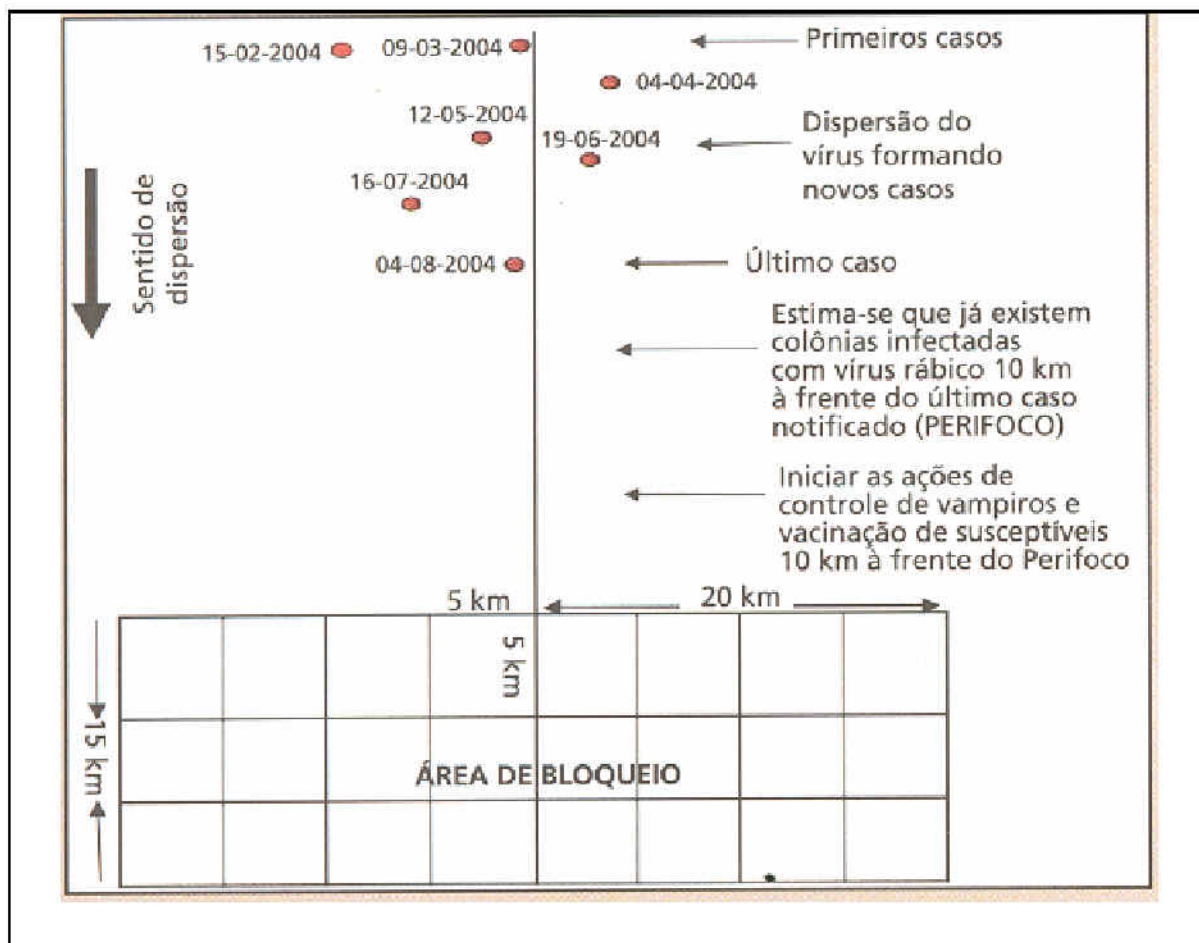 15-02-2004
09-03-2004
Primeiros casos
04-04-2004
12-05-2004
19-06-2004
Dispersão do
vírus formando
novos casos
16-07-2004
Sentido de
dispersão
04-08-2004
Último caso
Estima-se que já existem
colônias infectadas
com vírus rábico 10 km
à frente do último caso
notificado (PERIFOCO)
Iniciar as ações de
controle de vampiros e
vacinação de susceptíveis
10 km à frente do Perifoco
5 km
20 km
5 km
15 km
ÁREA DE BLOQUEIO